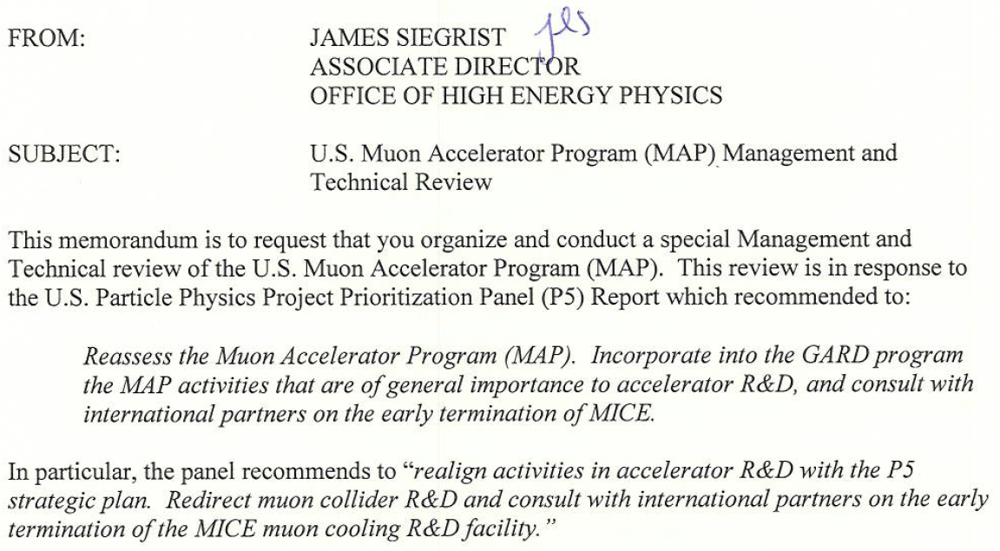 FROM: JAMES SIEGRIST jls
ASSOCIATE DIRECTOR
OFFICE OF HIGH ENERGY PHYSICS
SUBJECT: U.S. Muon Accelerator Program (MAP) Management and
Technical Review
This memorandum is to request that you organize and conduct a special Management and
Technical review of the U.S. Muon Accelerator Program (MAP). This review is in response to
the U.S. Particle Physics Project Prioritization Panel (P5) Report which recommended to:
Reassess the Muon Accelerator Program (MAP). Incorporate into the GARD program
the MAP activities that are of general importance to accelerator R&D, and consult with
international partners on the early termination of MICE.
In particular, the panel recommends to “realign activities in accelerator R&D with the P5
strategic plan. Redirect muon collider R&D and consult with international partners on the early
termination of the MICE muon cooling R&D facility.”